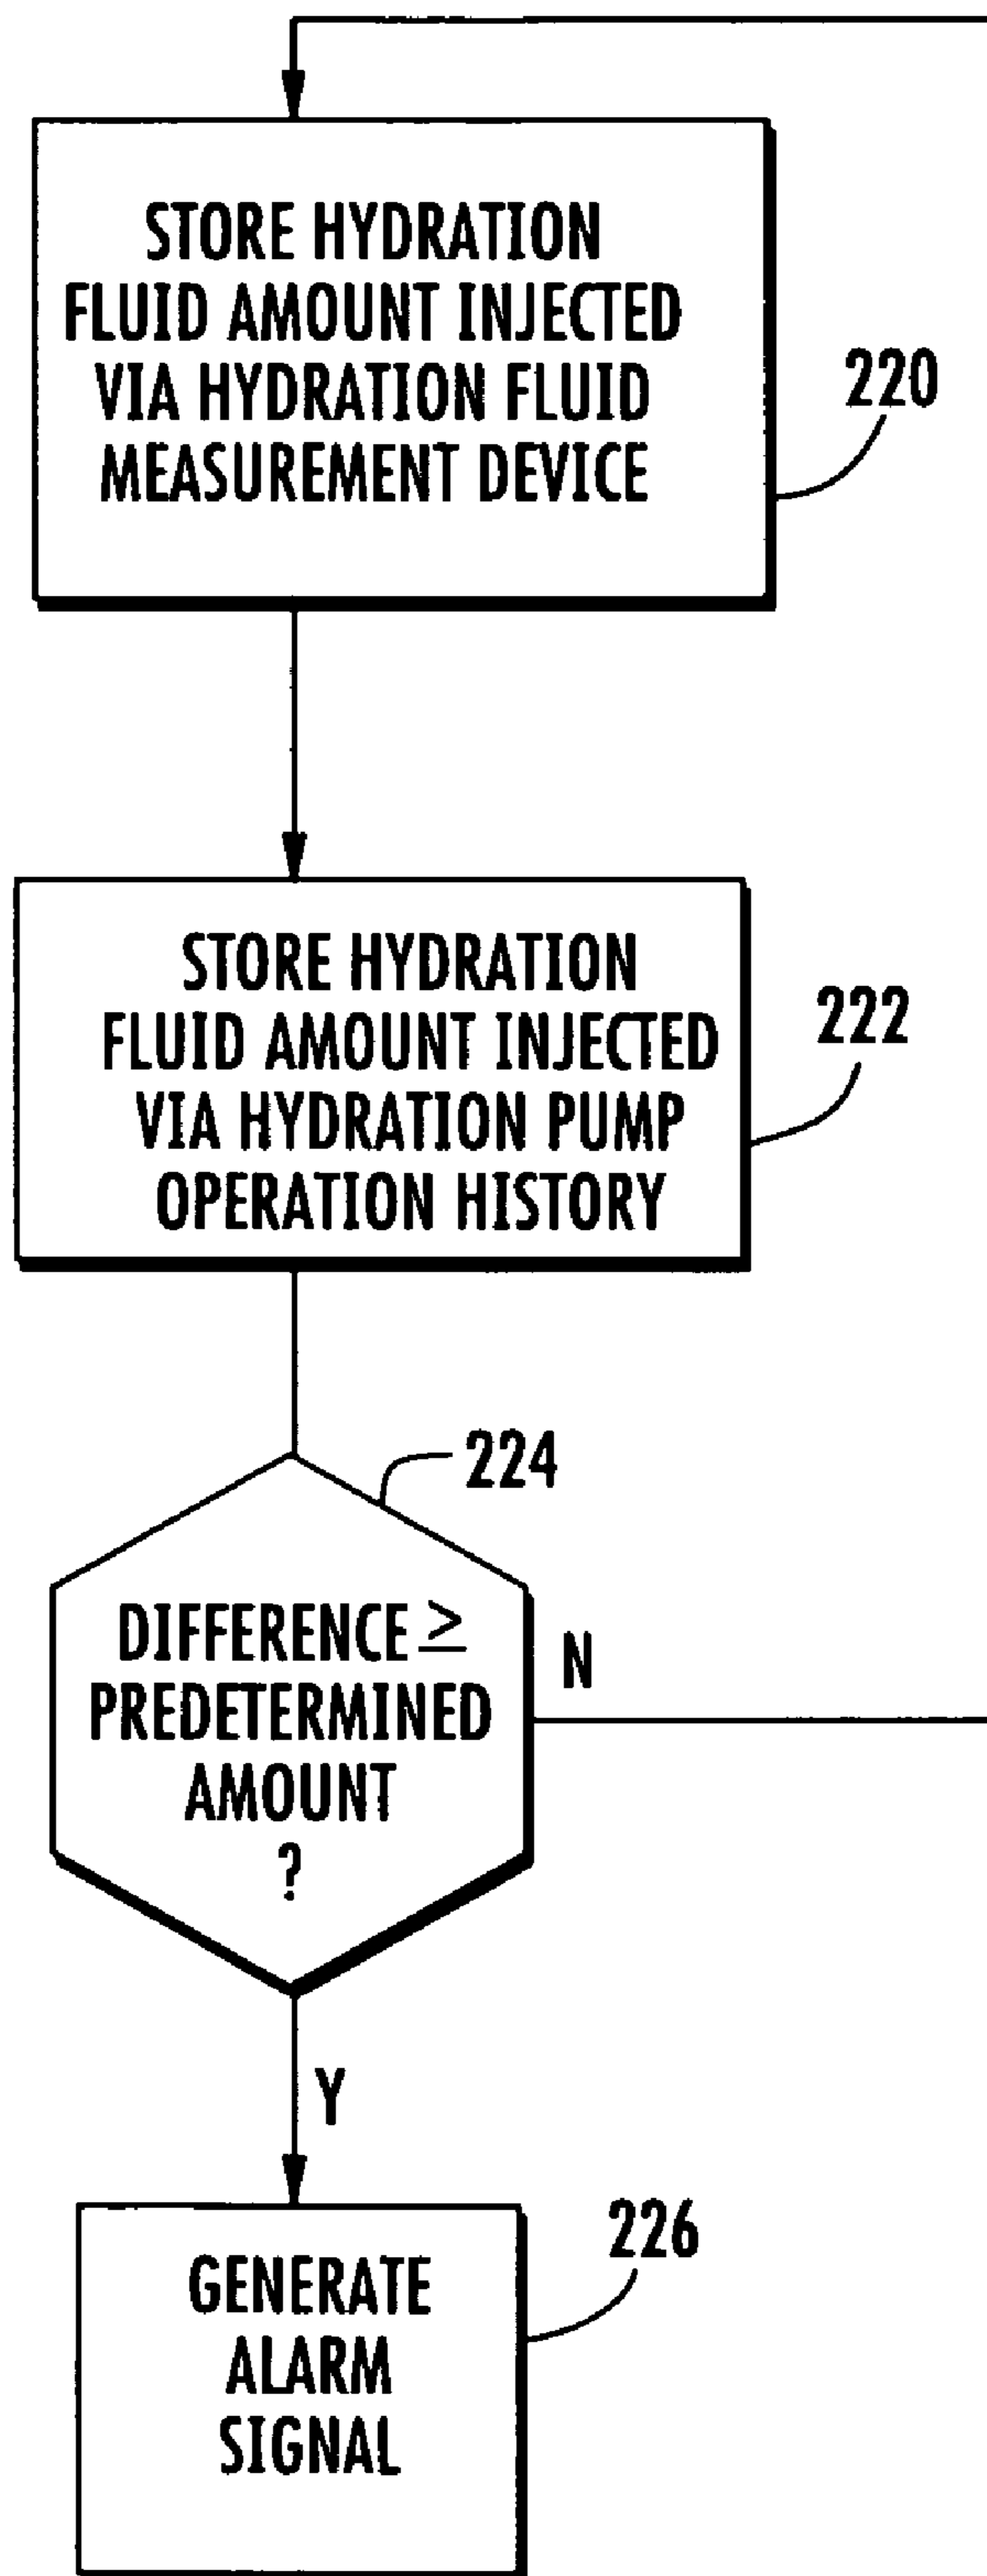 STORE HYDRATION
FLUID AMOUNT INJECTED
VIA HYDRATION FLUID
MEASUREMENT DEVICE
220
STORE HYDRATION
FLUID AMOUNT INJECTED
VIA HYDRATION PUMP
OPERATION HISTORY
222
224
DIFFERENCE ≥
PREDETERMINED
AMOUNT
?
N
Y
226
GENERATE
ALARM
SIGNAL